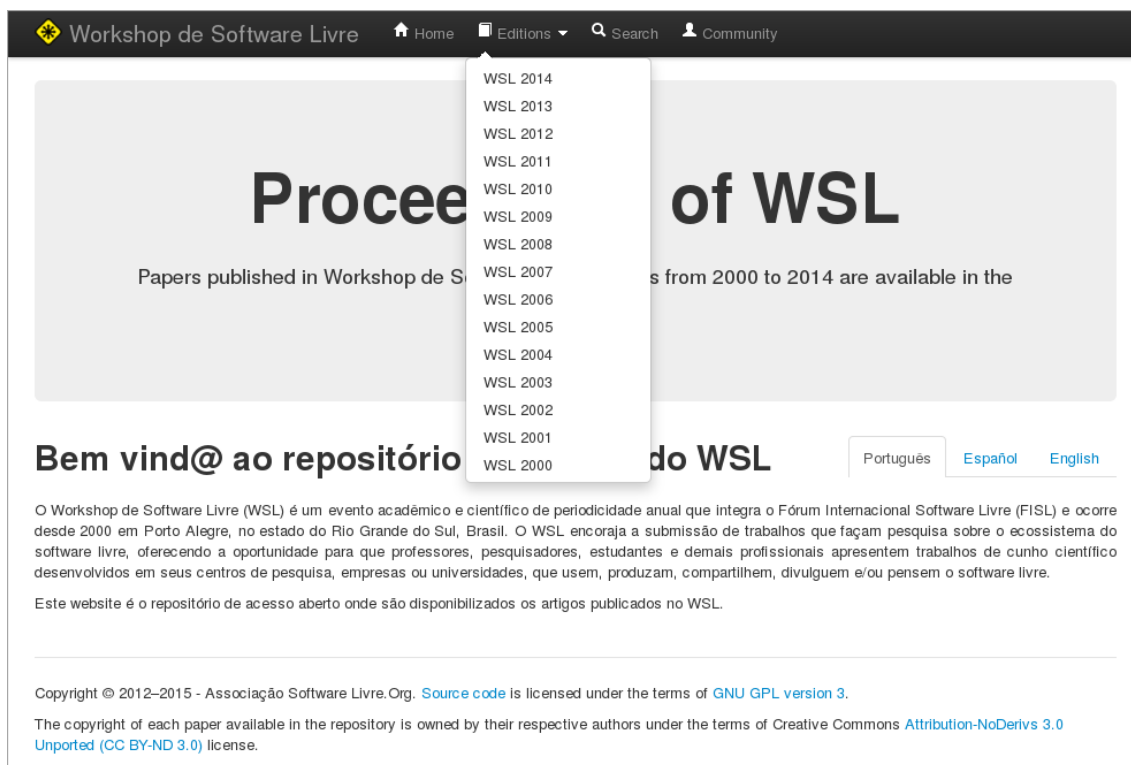 Workshop de Software Livre Home Editions Search Community
WSL 2014
WSL 2013
WSL 2012
WSL 2011
WSL 2010
WSL 2009
WSL 2008
WSL 2007
WSL 2006
WSL 2005
WSL 2004
WSL 2003
WSL 2002
WSL 2001
WSL 2000
Procee of WSL
Papers published in Workshop de S s from 2000 to 2014 are available in the
Bem vind@ ao repositório do WSL
Português Español English
O Workshop de Software Livre (WSL) é um evento acadêmico e científico de periodicidade anual que integra o Fórum Internacional Software Livre (FISL) e ocorre
desde 2000 em Porto Alegre, no estado do Rio Grande do Sul, Brasil. O WSL encoraja a submissão de trabalhos que façam pesquisa sobre o ecossistema do
software livre, oferecendo a oportunidade para que professores, pesquisadores, estudantes e demais profissionais apresentem trabalhos de cunho científico
desenvolvidos em seus centros de pesquisa, empresas ou universidades, que usem, produzam, compartilhem, divulguem e/ou pensem o software livre.
Este website é o repositório de acesso aberto onde são disponibilizados os artigos publicados no WSL.
Copyright © 2012–2015 - Associação Software Livre.Org. Source code is licensed under the terms of GNU GPL version 3.
The copyright of each paper available in the repository is owned by their respective authors under the terms of Creative Commons Attribution-NoDerivs 3.0
Unported (CC BY-ND 3.0) license.